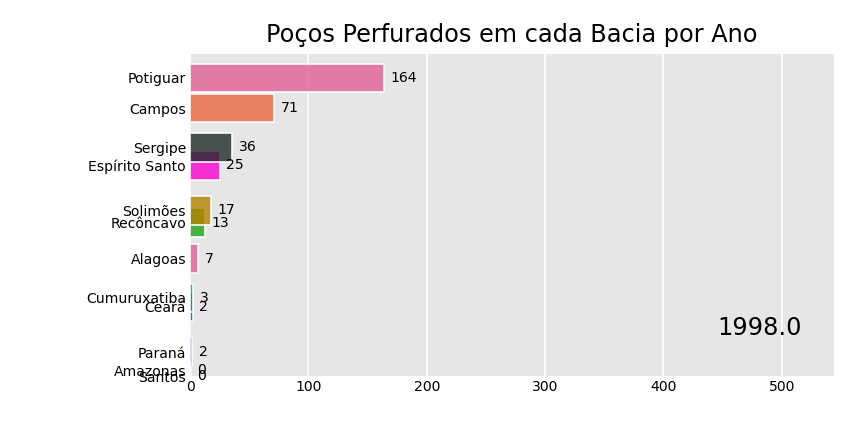 Poços Perfurados em cada Bacia por Ano
Potiguar 164
Campos 71
Sergipe 36
Espírito Santo 25
Solimões 17
Recôncavo 13
Alagoas 7
Cumuruxatiba 3
Ceará 2
1998.0
Paraná 2
Amazonas 0
Santos 0
0 100 200 300 400 500